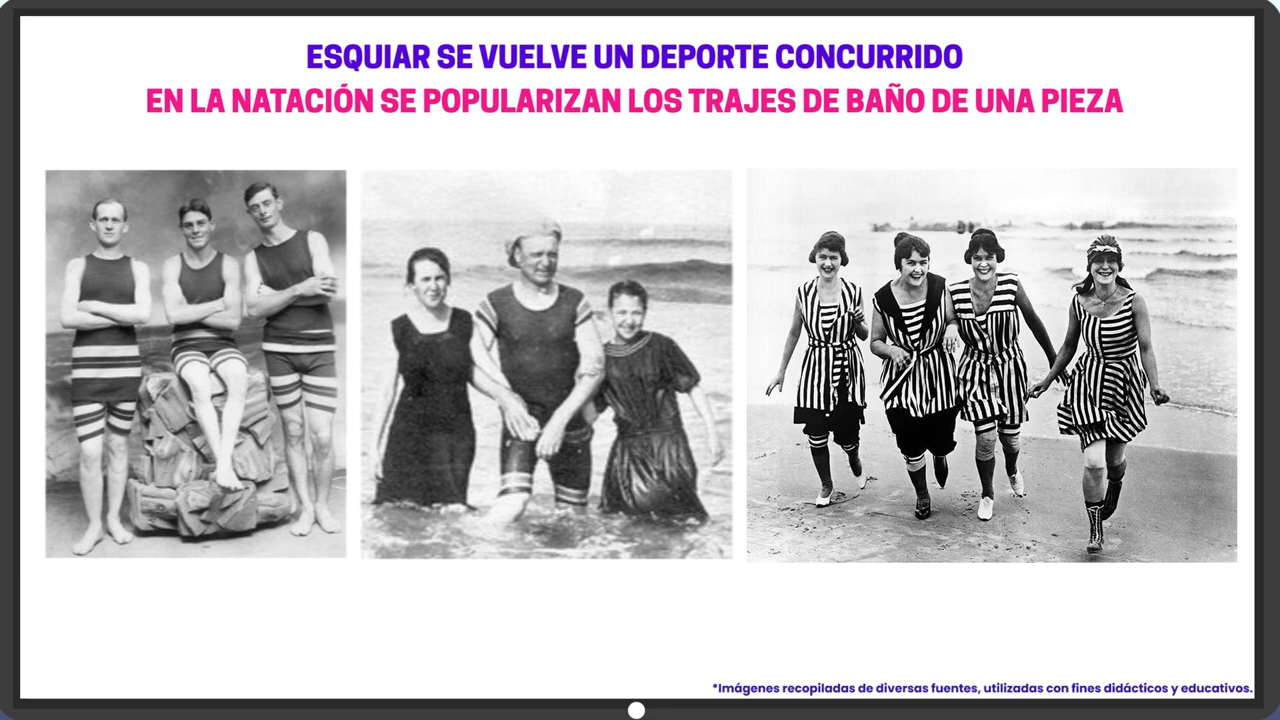 ESQUIAR SE VUELVE UN DEPORTE CONCURRIDO
EN LA NATACIÓN SE POPULARIZAN LOS TRAJES DE BAÑO DE UNA PIEZA
*Imágenes recopiladas de diversas fuentes, utilizadas con fines didácticos y educativos.